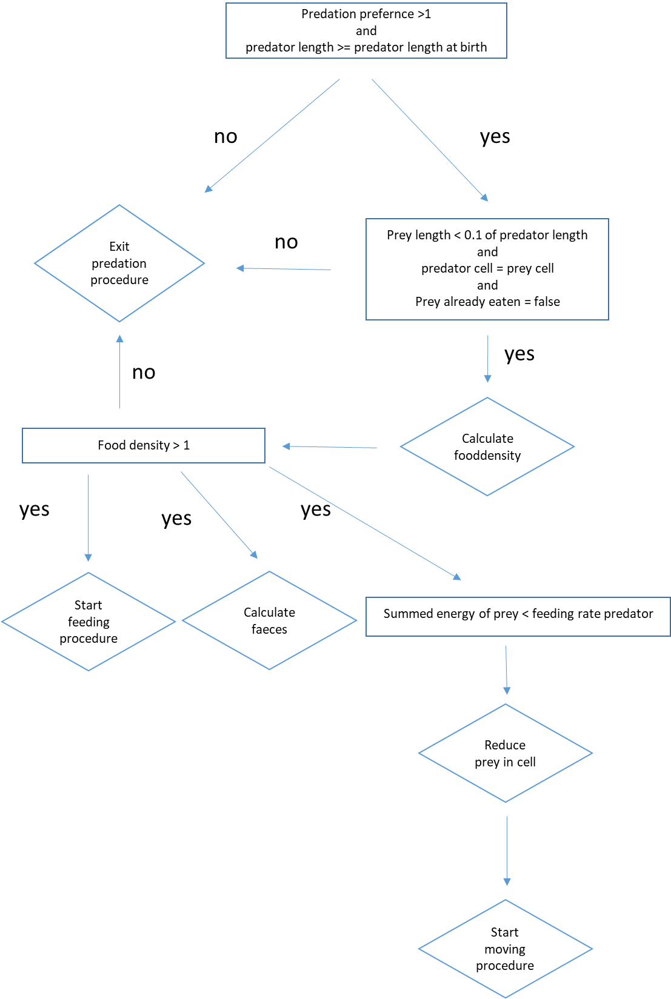 Predation prefernce >1
and
predator length >= predator length at birth
no
yes
Exit
predation
procedure
no
Prey length < 0.1 of predator length
and
predator cell = prey cell
and
Prey already eaten = false
no
yes
Food density > 1
Calculate
fooddensity
yes
yes
yes
Start
feeding
procedure
Calculate
faeces
Summed energy of prey < feeding rate predator
Reduce
prey in cell
Start
moving
procedure